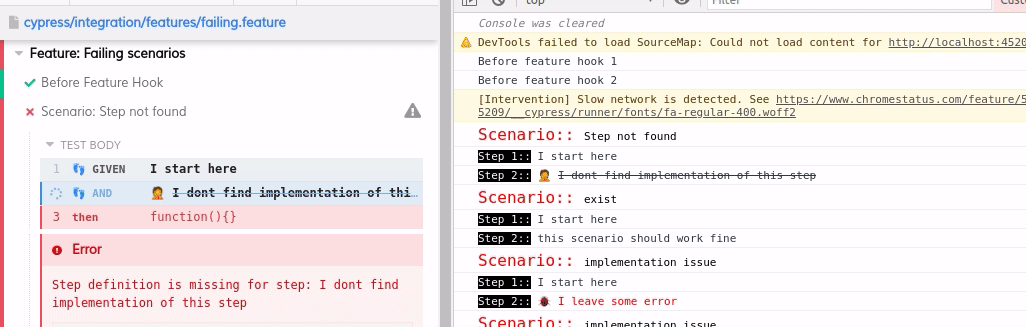 cypress/integration/features/failing.feature
Feature: Failing scenarios
Before Feature Hook
Scenario: Step not found
TEST BODY
1 GIVEN I start here
AND I dont find implementation of thi...
3 then function(){}
Error
Step definition is missing for step: I dont find
implementation of this step
top
Filter
Console was cleared
DevTools failed to load SourceMap: Could not load content for http://localhost:4520
Before feature hook 1
Before feature hook 2
[Intervention] Slow network is detected. See https://www.chromestatus.com/feature/5
5209/__cypress/runner/fonts/fa-regular-400.woff2
Scenario:: Step not found
Step 1:: I start here
Step 2:: I dont find implementation of this step
Scenario:: exist
Step 1:: I start here
Step 2:: this scenario should work fine
Scenario:: implementation issue
Step 1:: I start here
Step 2:: I leave some error
Scenario:: implementation issue